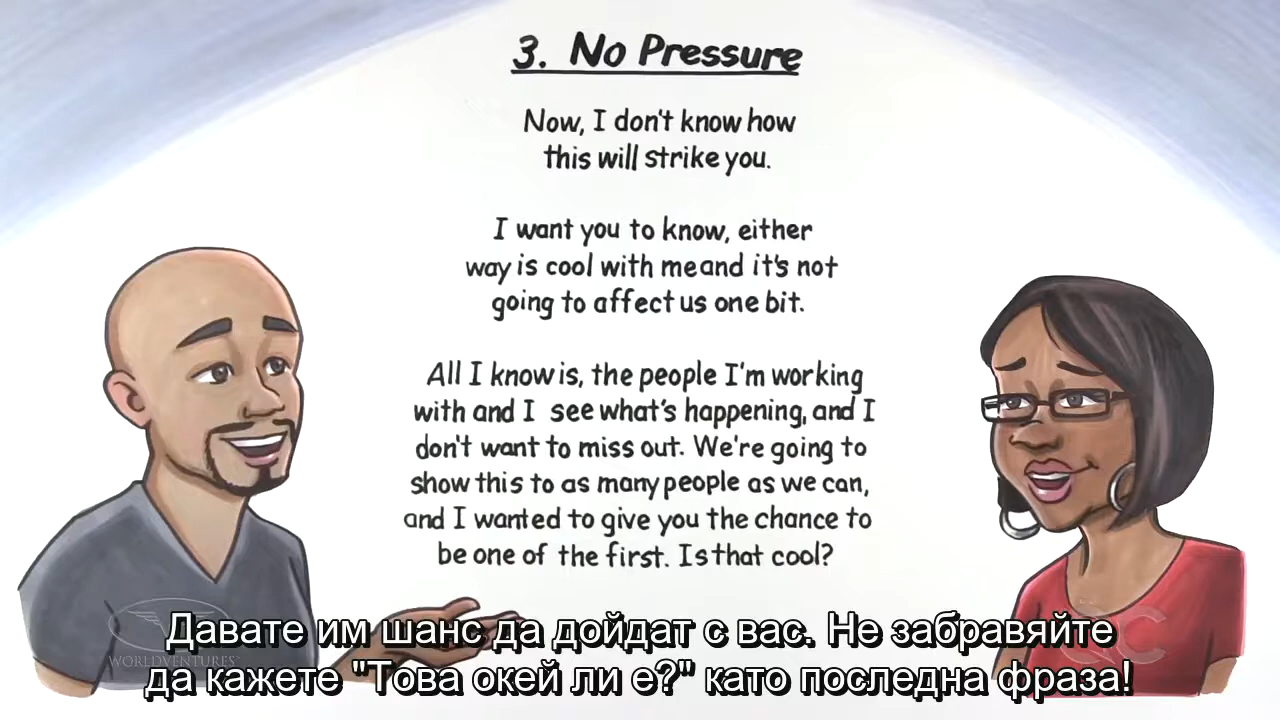 3. No Pressure
Now, I don't know how
this will strike you.
I want you to know, either
way is cool with me and it's not
going to affect us one bit.
All I know is, the people I'm working
with and I see what's happening, and I
don't want to miss out. We're going to
show this to as many people as we can,
and I wanted to give you the chance to
be one of the first. Is that cool?
Давате им шанс да дойдат с вас. Не забравяйте
WORLDVENTURES
да кажете "Това окей ли е?" като последна фраза!